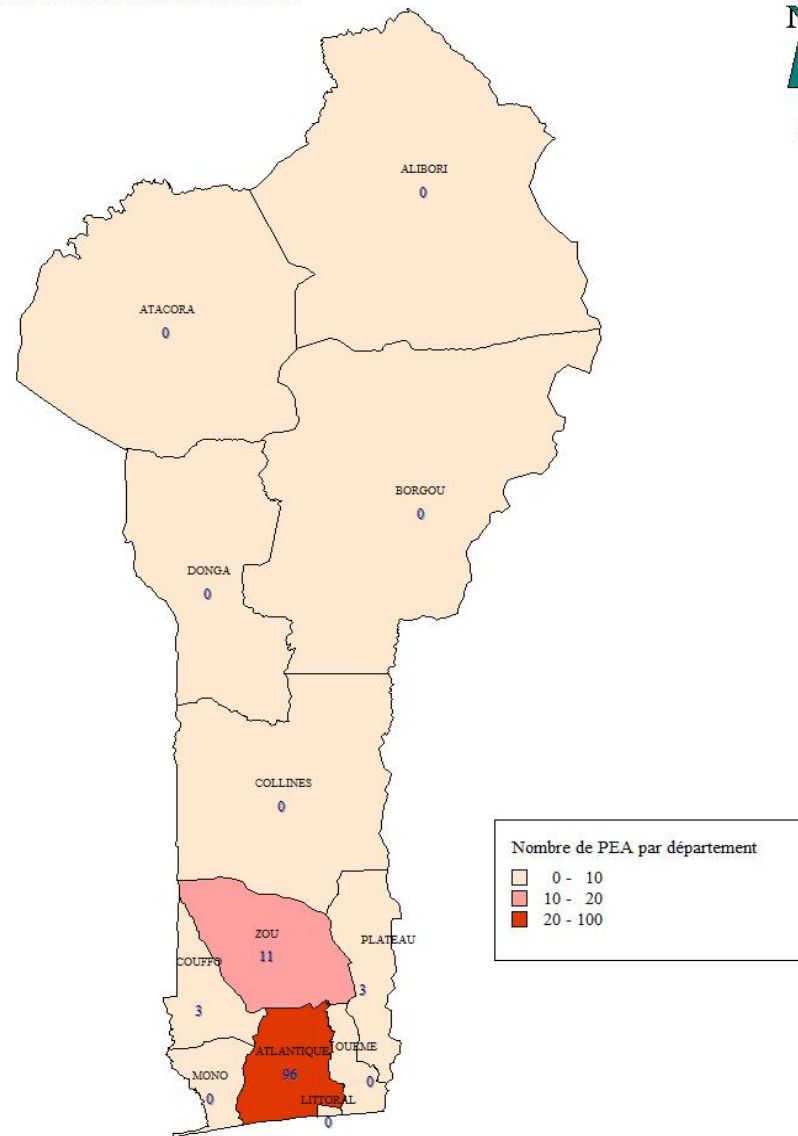 N
ALIBORI
0
ATACORA
0
BORGOU
0
DONGA
0
COLLINES
0
Nombre de PEA par département
0 - 10
10 - 20
20 - 100
ZOU
11
PLATEAU
3
COUFFO
3
OUEME
0
ATLANTIQUE
96
MONO
0
LITTORAL
0